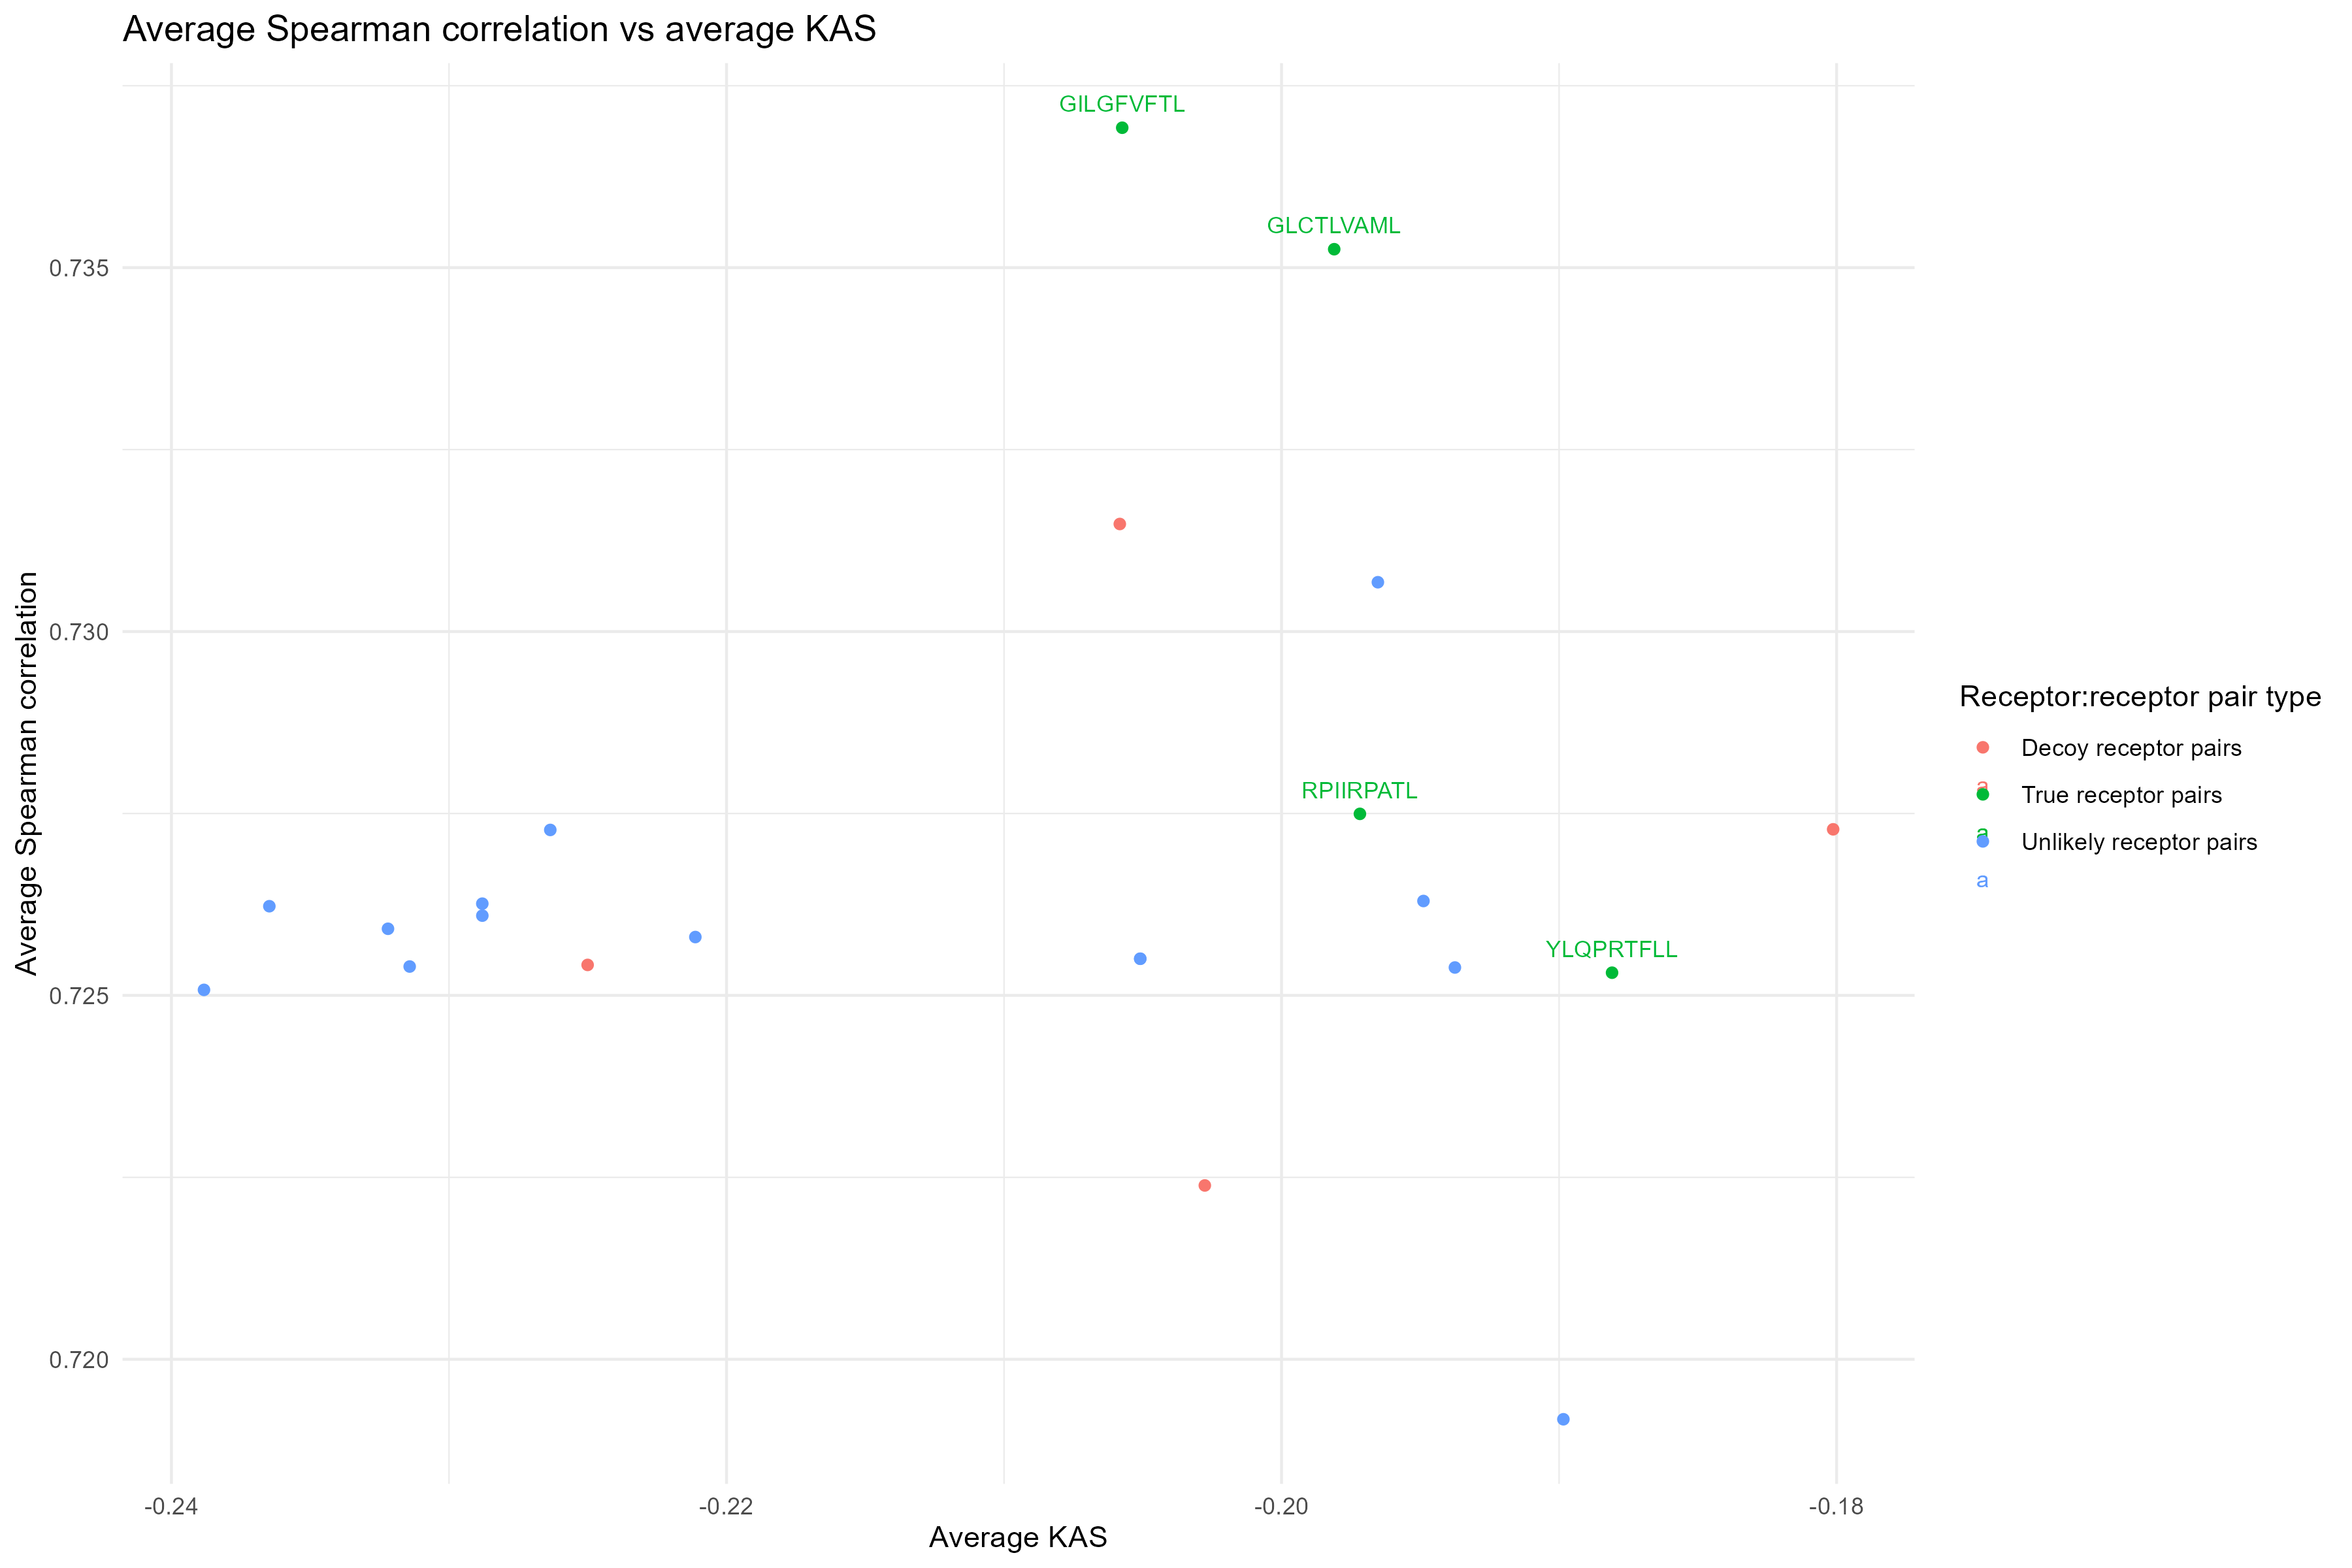 Average Spearman correlation vs average KAS
GILGFVFTL
GLCTLVAML
0.735
0.730
Average Spearman correlation
Receptor:receptor pair type
Decoy receptor pairs
a
True receptor pairs
a
Unlikely receptor pairs
a
RPIIRPATL
YLQPRTFLL
0.725
0.720
-0.24
-0.22
-0.20
-0.18
Average KAS